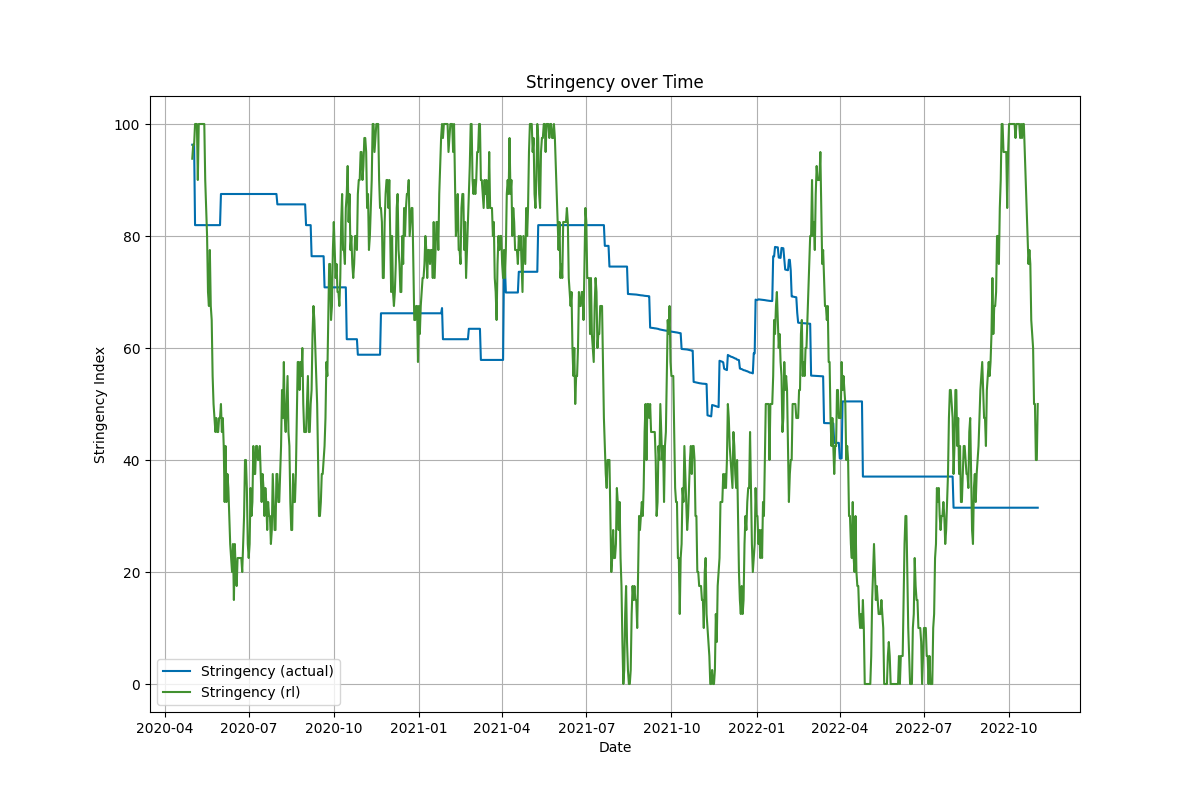 Stringency over Time
Stringency Index
100
80
60
40
20
0
Stringency (actual)
Stringency (rl)
2020-04 2020-07 2020-10 2021-01 2021-04 2021-07 2021-10 2022-01 2022-04 2022-07 2022-10
Date